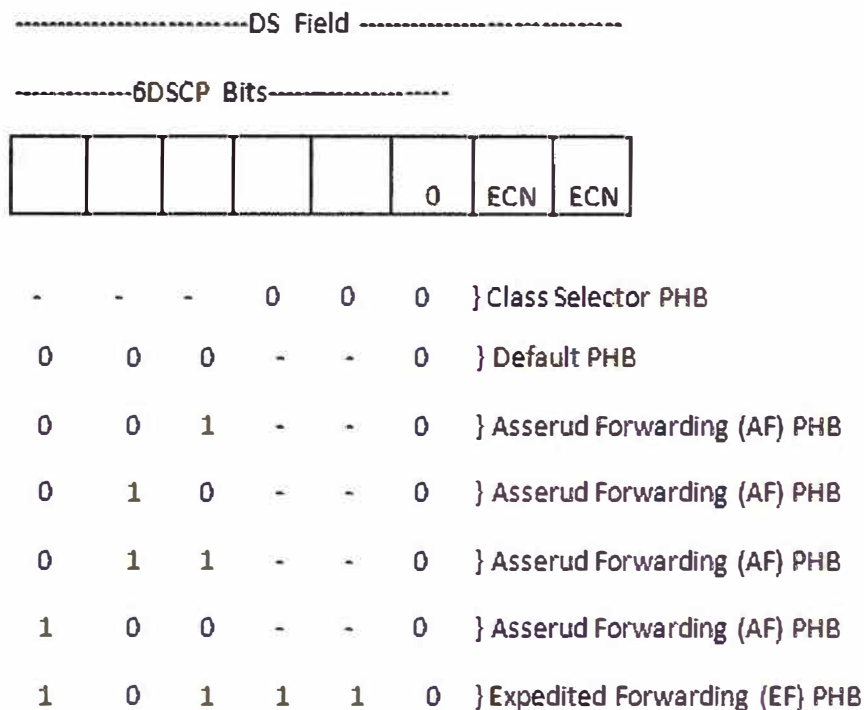 -----------------------DS Field --------------------------
-------------6DSCP Bits------------------
0 ECN ECN
- - - 0 0 0 } Class Selector PHB
0 0 0 - - 0 } Default PHB
0 0 1 - - 0 } Asserud Forwarding (AF) PHB
0 1 0 - - 0 } Asserud Forwarding (AF) PHB
0 1 1 - - 0 } Asserud Forwarding (AF) PHB
1 0 0 - - 0 } Asserud Forwarding (AF) PHB
1 0 1 1 1 0 } Expedited Forwarding (EF) PHB